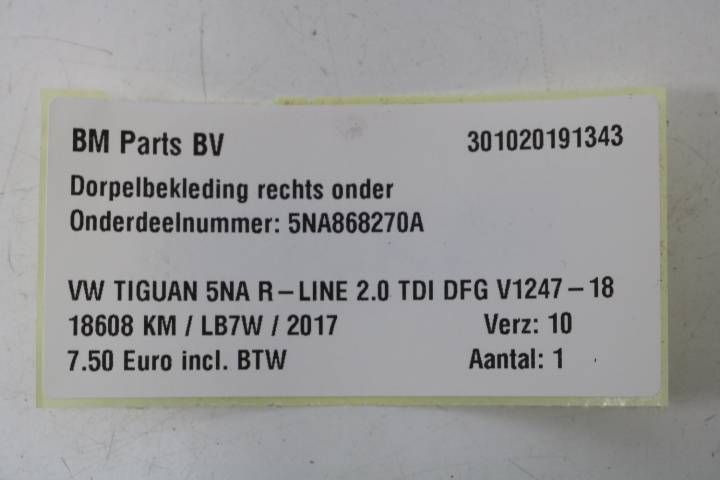 BM Parts BV 301020191343
Dorpelbekleding rechts onder
Onderdeelnummer: 5NA868270A
VW TIGUAN 5NA R-LINE 2.0 TDI DFG V1247-18
18608 KM / LB7W / 2017 Verz: 10
7.50 Euro incl. BTW Aantal: 1